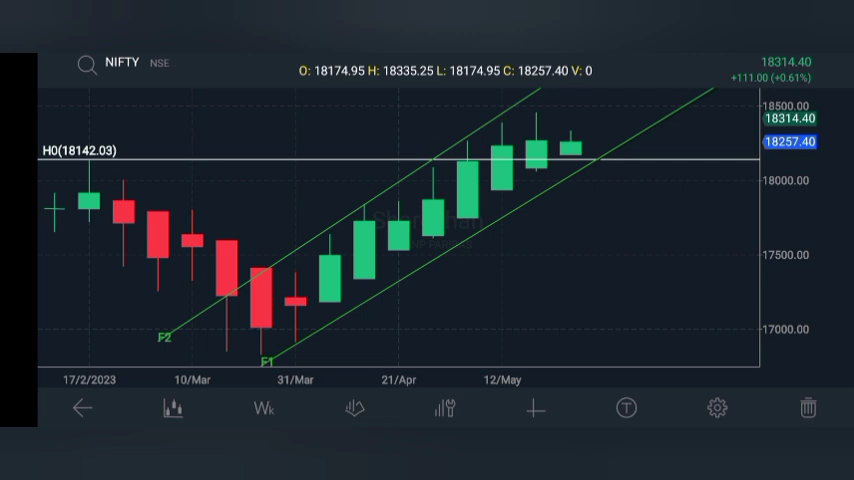 NIFTY NSE
O: 18174.95 H: 18335.25 L: 18174.95 C: 18257.40 V: 0
18314.40
+111.00 (+0.61%)
18500.00
18314.40
H0(18142.03)
18257.40
18000.00
17500.00
F2
17000.00
F1
17/2/2023 10/Mar 31/Mar 21/Apr 12/May
Wk
T